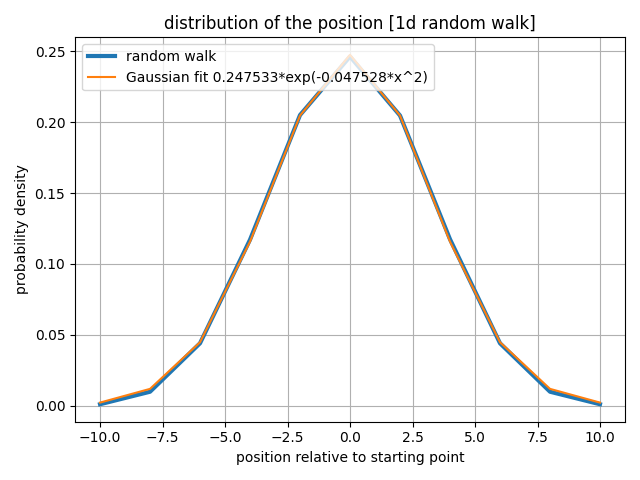 distribution of the position [1d random walk]
random walk
Gaussian fit 0.247533*exp(-0.047528*x^2)
probability density
0.25
0.20
0.15
0.10
0.05
0.00
−10.0 −7.5 −5.0 −2.5 0.0 2.5 5.0 7.5 10.0
position relative to starting point